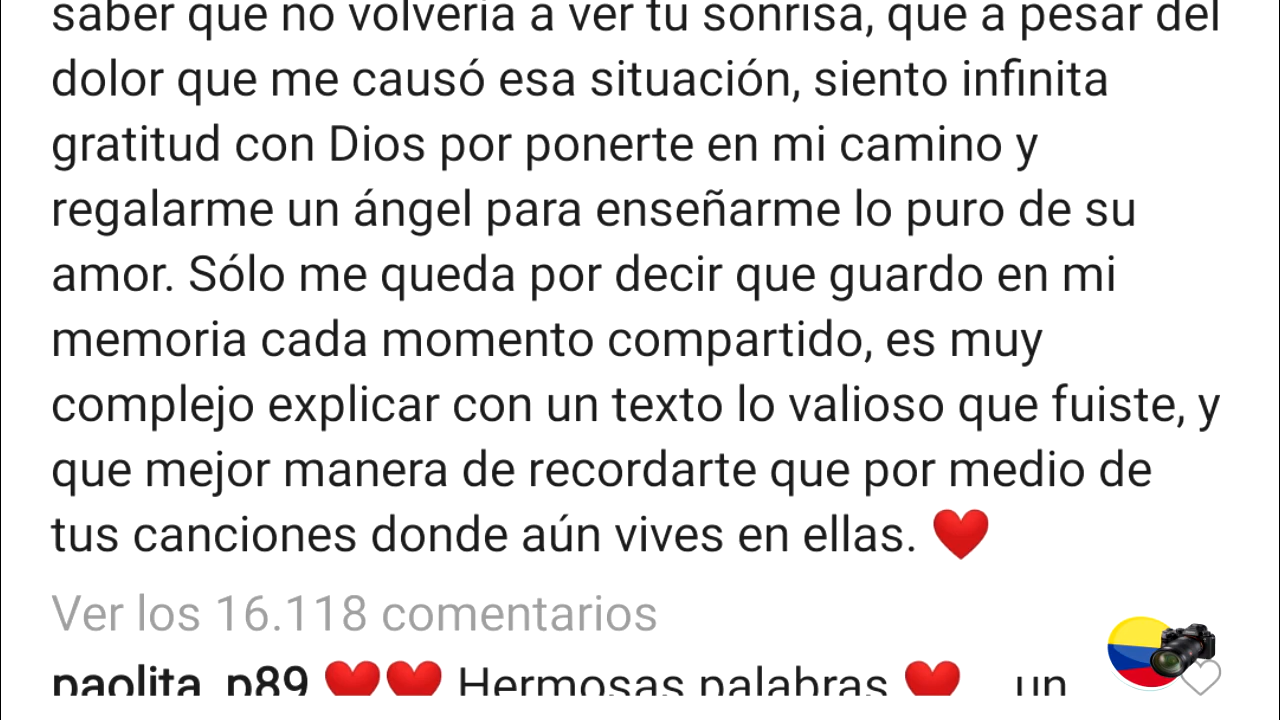 saber que no volvería a ver tu sonrisa, que a pesar del
dolor que me causó esa situación, siento infinita
gratitud con Dios por ponerte en mi camino y
regalarme un ángel para enseñarme lo puro de su
amor. Sólo me queda por decir que guardo en mi
memoria cada momento compartido, es muy
complejo explicar con un texto lo valioso que fuiste, y
que mejor manera de recordarte que por medio de
tus canciones donde aún vives en ellas. ❤️
Ver los 16.118 comentarios
paolita_p89 ❤️❤️ Hermosas palabras ❤️ un